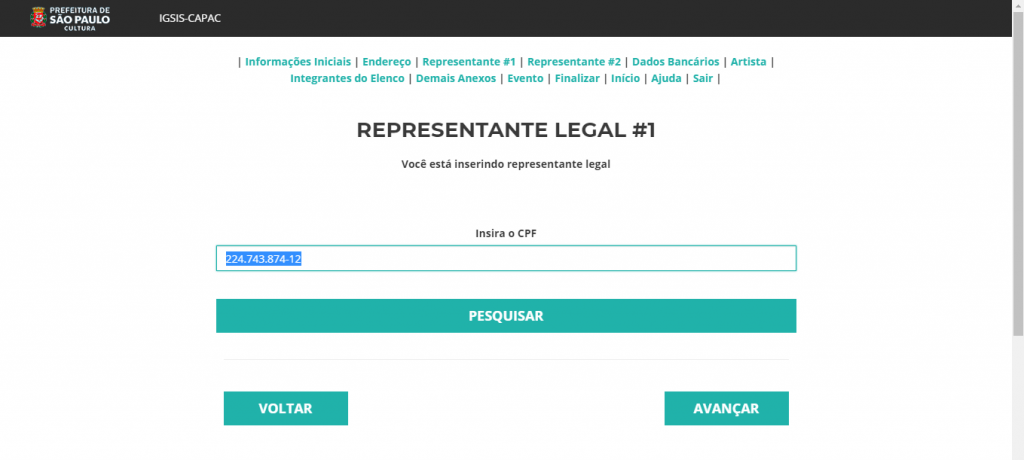 PREFEITURA DE
SÃO PAULO
CULTURA
IGSIS-CAPAC
| Informações Iniciais | Endereço | Representante #1 | Representante #2 | Dados Bancários | Artista |
Integrantes do Elenco | Demais Anexos | Evento | Finalizar | Início | Ajuda | Sair |
REPRESENTANTE LEGAL #1
Você está inserindo representante legal
Insira o CPF
224.743.874-12
PESQUISAR
VOLTAR
AVANÇAR